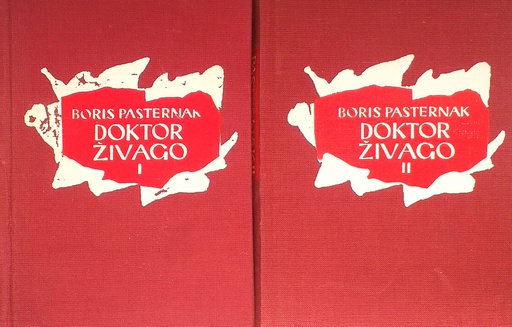 BORIS PASTERNAK
DOKTOR
ŽIVAGO
I
BORIS PASTERNAK
DOKTOR
ŽIVAGO
II